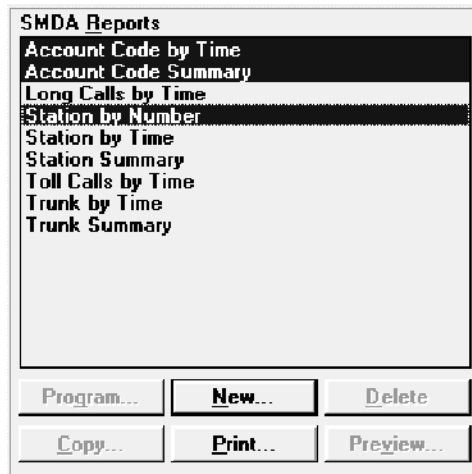 SMDA Reports
Account Code by Time
Account Code Summary
Long Calls by Time
Station by Number
Station by Time
Station Summary
Toll Calls by Time
Trunk by Time
Trunk Summary
Program... New... Delete
Copy... Print... Preview...